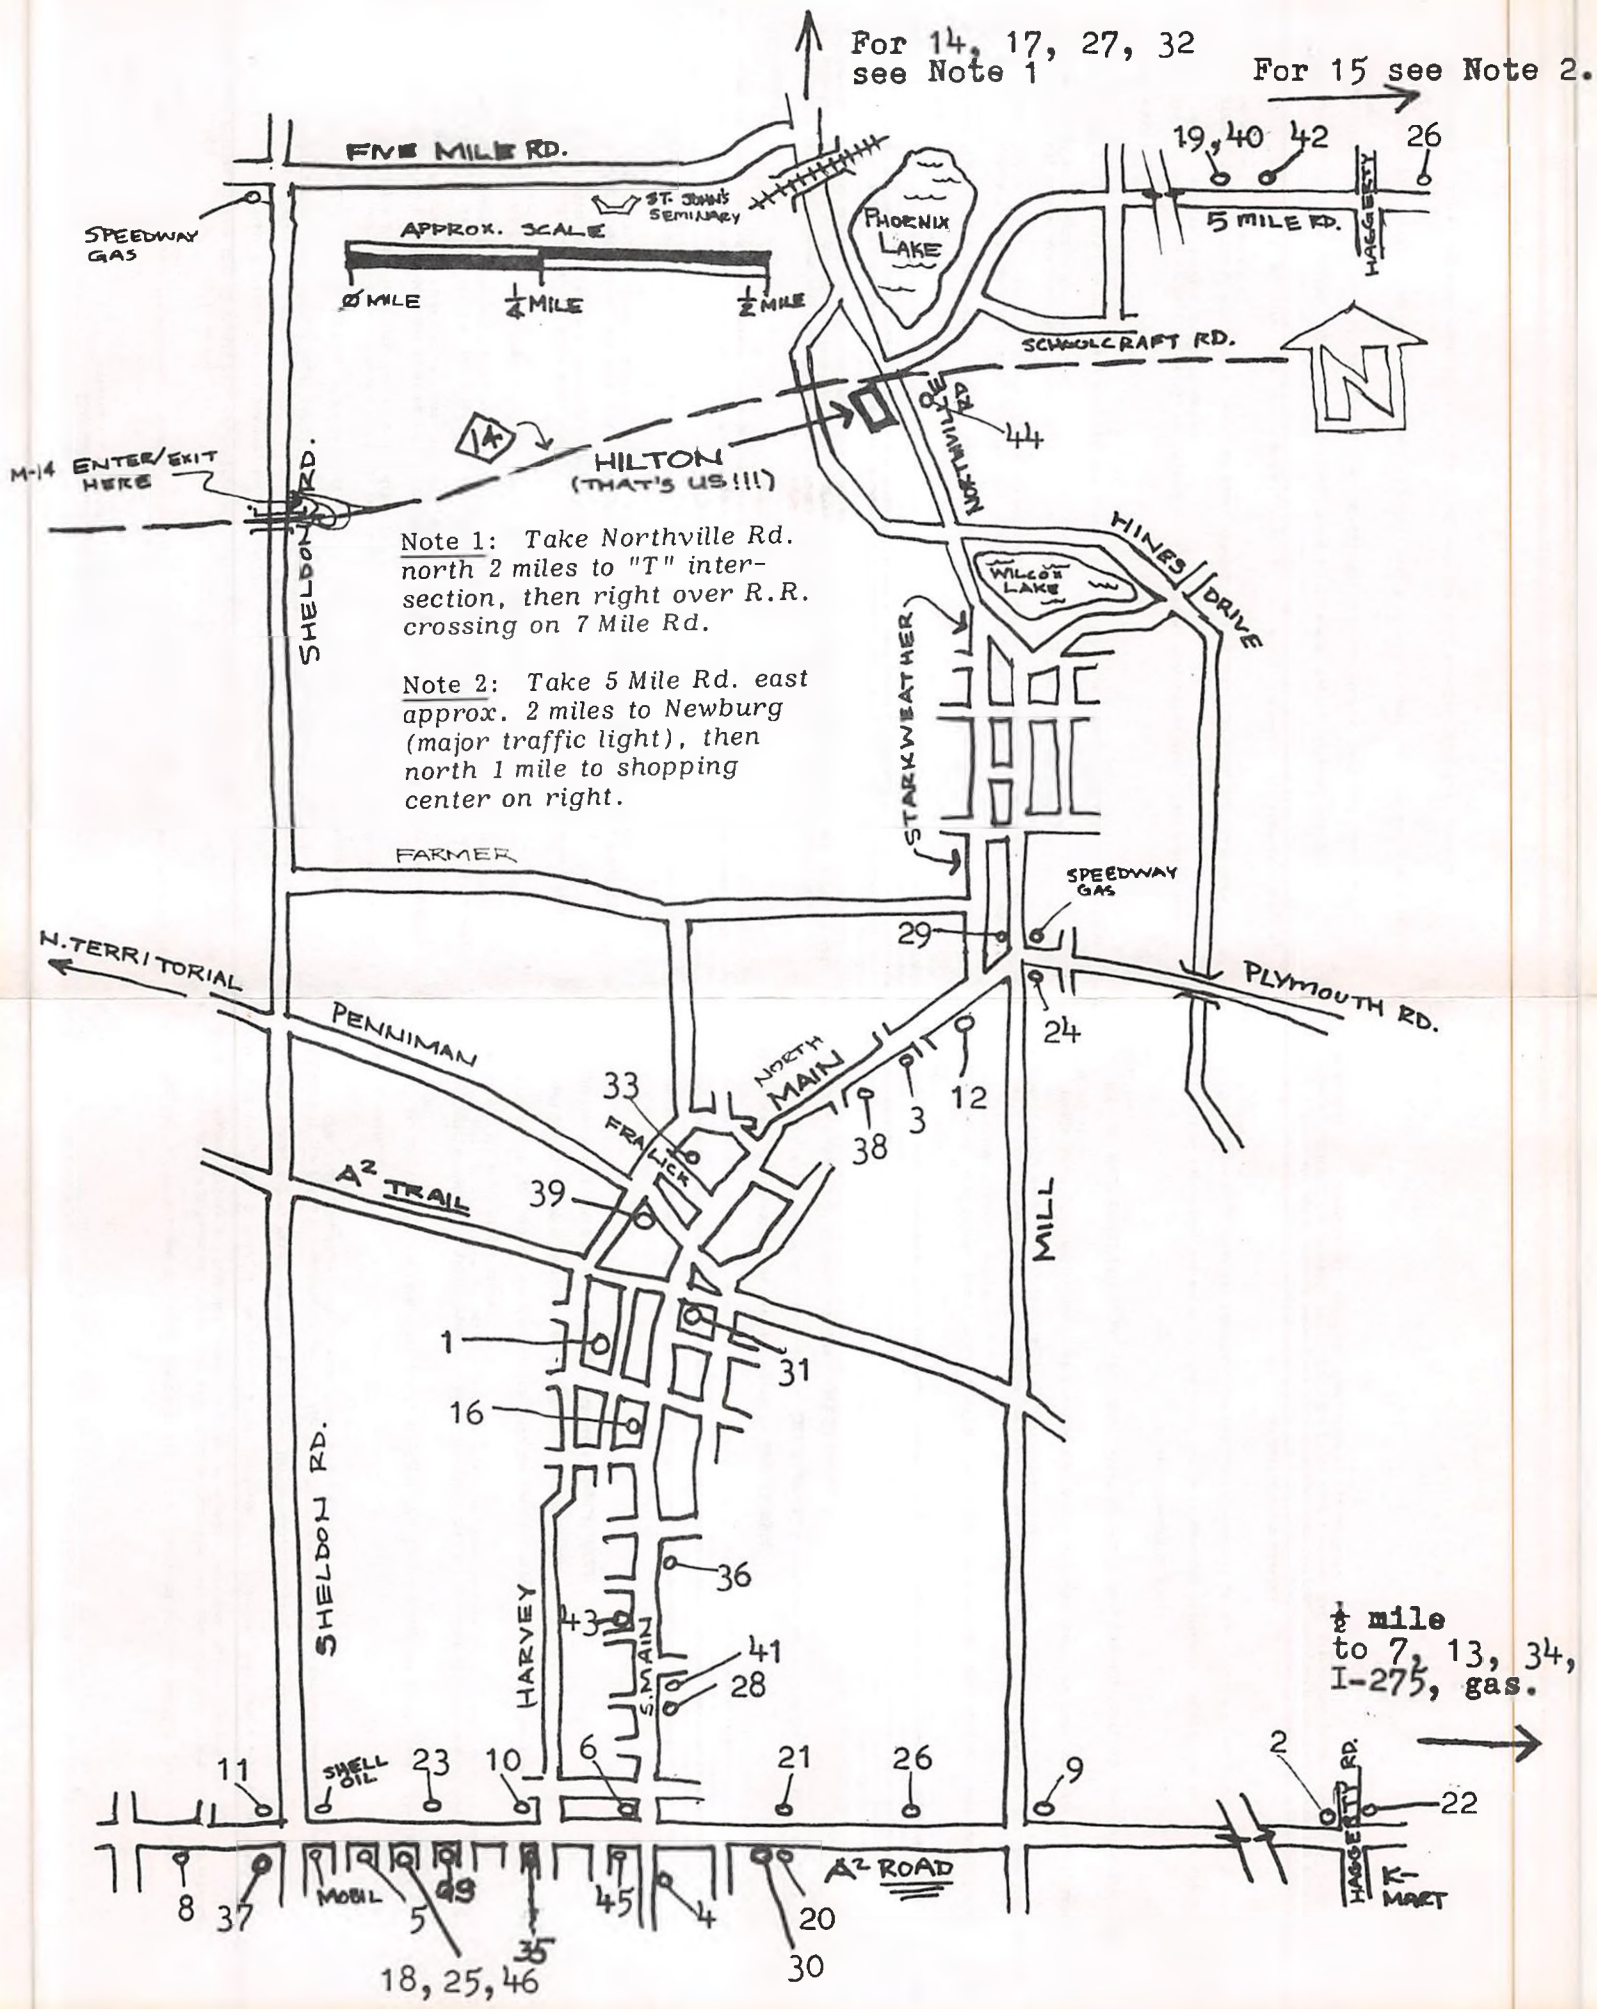 For 14, 17, 27, 32
see Note 1
For 15 see Note 2.
FIVE MILE RD.
19, 40
42
26
HAGGERTY
5 MILE RD.
ST. JOHN'S
SEMINARY
PHOENIX
LAKE
SPEEDWAY
GAS
APPROX. SCALE
Ø MILE
1/4 MILE
1/2 MILE
SCHOOLCRAFT RD.
N
14
NORTHVILLE
RD
44
M-14 ENTER/EXIT
HERE
SHELDON RD.
HILTON
(THAT'S US!!!)
Note 1: Take Northville Rd.
north 2 miles to "T" inter-
section, then right over R.R.
crossing on 7 Mile Rd.
Note 2: Take 5 Mile Rd. east
approx. 2 miles to Newburg
(major traffic light), then
north 1 mile to shopping
center on right.
HINES
DRIVE
WILCOX
LAKE
STARKWEATHER
FARMER
SPEEDWAY
GAS
29
N. TERRITORIAL
PLYMOUTH RD.
24
PENNIMAN
NORTH
MAIN
12
3
38
33
FRALICK
A² TRAIL
39
MILL
1
31
16
SHELDON RD.
36
HARVEY
43
S. MAIN
41
28
½ mile
to 7, 13, 34,
I-275, gas.
11
SHELL
OIL
23
10
6
21
26
9
2
HAGGERTY RD.
22
A² ROAD
K-
MART
8
37
MOBIL
5
GS
35
45
4
20
30
18, 25, 46